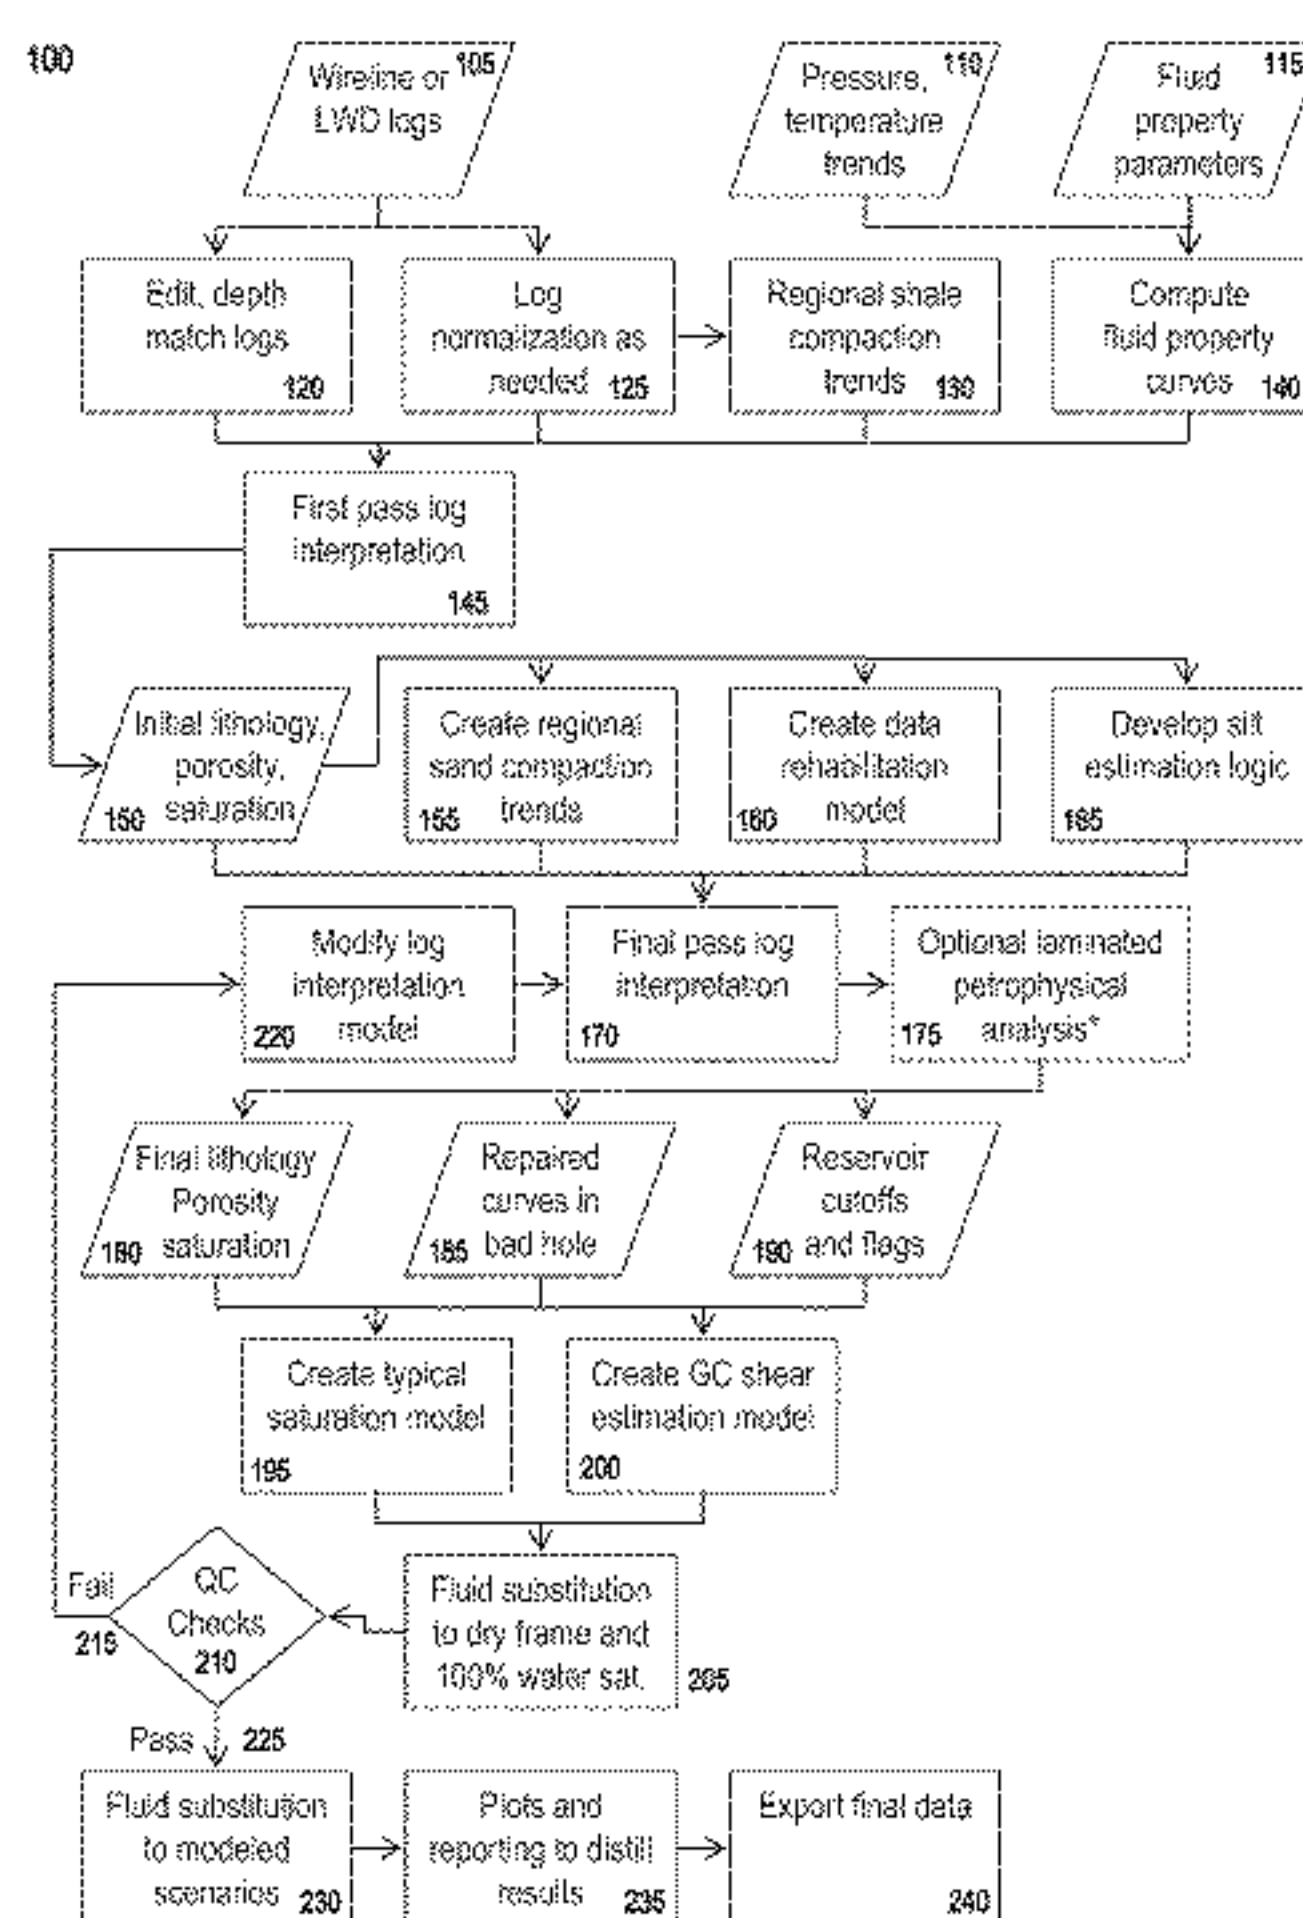 100
Wireline or
LWD logs
105
Pressure,
temperature
trends
110
Fluid
property
parameters
115
Edit, depth
match logs
120
Log
normalization as
needed 125
Regional shale
compaction
trends 130
Compute
fluid property
curves 140
First pass log
interpretation
145
Initial lithology,
porosity,
150 saturation
Create regional
sand compaction
155 trends
Create data
rehabilitation
160 model
Develop silt
estimation logic
165
Modify log
interpretation
220 model
Final pass log
interpretation
170
Optional laminated
petrophysical
175 analysis*
Final lithology
Porosity
180 saturation
Repaired
curves in
185 bad hole
Reservoir
cutoffs
190 and flags
Create typical
saturation model
195
Create GC shear
estimation model
200
Fail
215
QC
Checks
210
Fluid substitution
to dry frame and
100% water sat.
205
Pass 225
Fluid substitution
to modeled
scenarios 230
Plots and
reporting to distill
results 235
Export final data
240